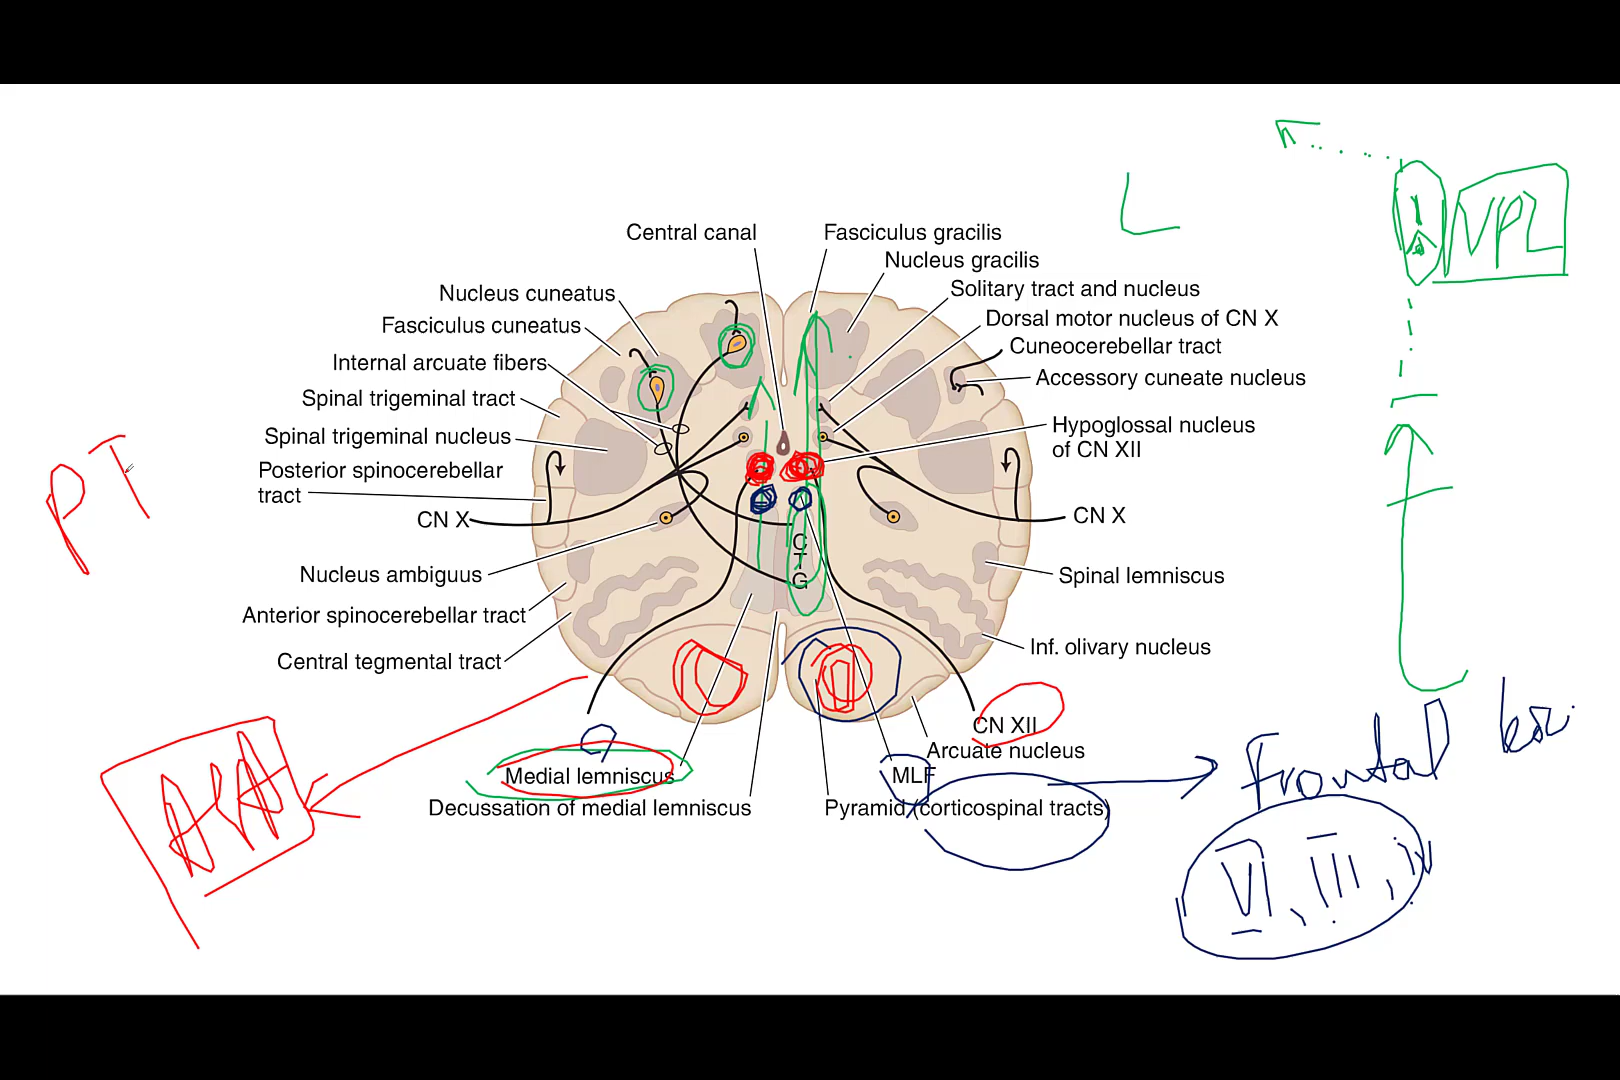 L
VPL
Central canal
Fasciculus gracilis
Nucleus gracilis
Nucleus cuneatus
Solitary tract and nucleus
Fasciculus cuneatus
Dorsal motor nucleus of CN X
Internal arcuate fibers
Cuneocerebellar tract
Accessory cuneate nucleus
Spinal trigeminal tract
Hypoglossal nucleus
of CN XII
Spinal trigeminal nucleus
Posterior spinocerebellar
tract
PT
CN X
CN X
C
T
G
Nucleus ambiguus
Spinal lemniscus
Anterior spinocerebellar tract
Inf. olivary nucleus
Central tegmental tract
CN XII
Arcuate nucleus
Medial lemniscus
MLF
Decussation of medial lemniscus
Pyramid (corticospinal tracts)
frontal
VI, III, iv